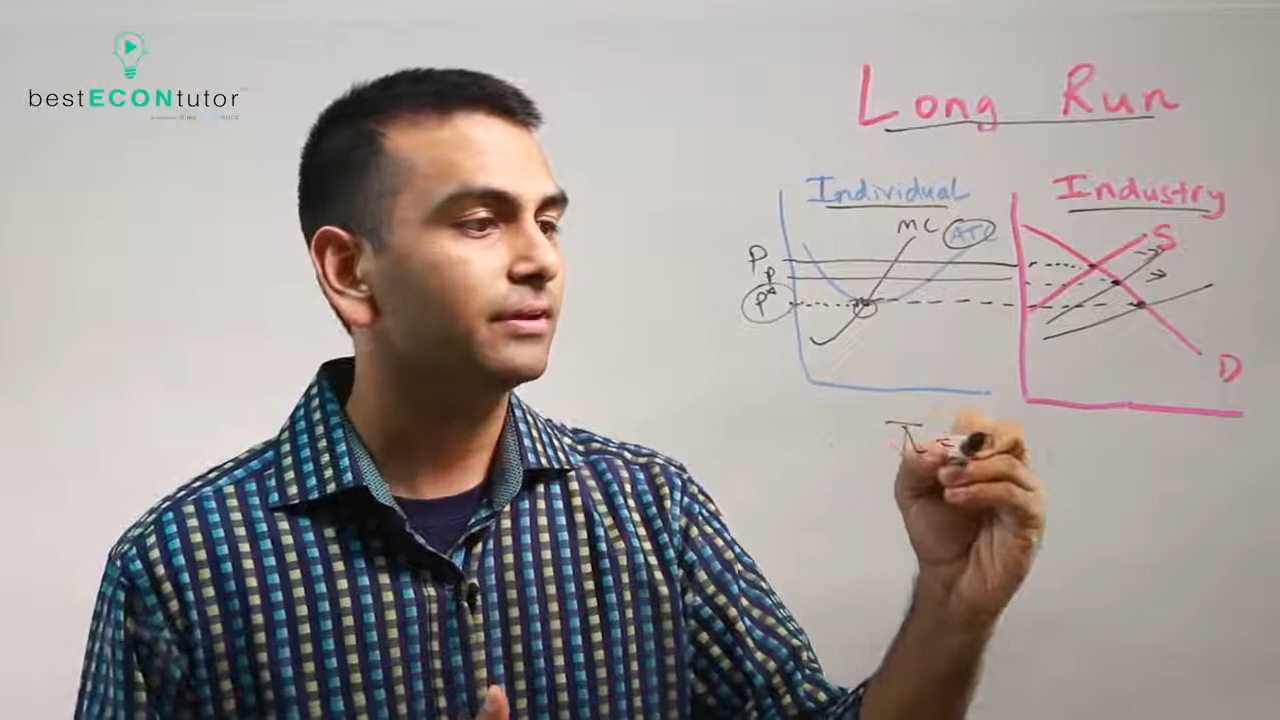 bestECONtutor
Long Run
Individual
Industry
MC
ATC
S
P
P
P*
D
π =